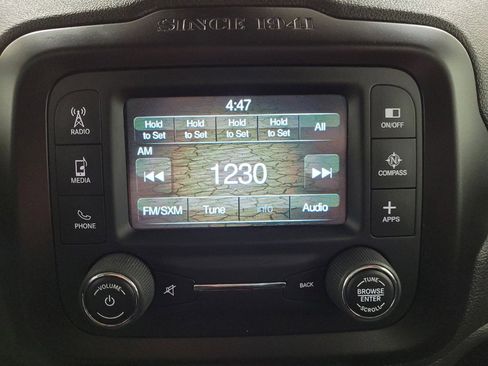 SINCE 1941
4:47
Hold to Set Hold to Set Hold to Set Hold to Set All
AM
1230
FM/SXM Tune Info Audio
RADIO
MEDIA
PHONE
ON/OFF
N
COMPASS
APPS
VOLUME
BACK
TUNE
BROWSE
ENTER
SCROLL